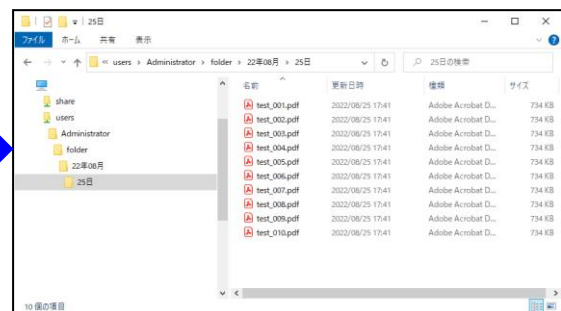 25日
ファイル ホーム 共有 表示
« users › Administrator › folder › 22年08月 › 25日
25日の検索
share
users
Administrator
folder
22年08月
25日
名前 更新日時 種類 サイズ
test_001.pdf 2022/08/25 17:41 Adobe Acrobat D... 734 KB
test_002.pdf 2022/08/25 17:41 Adobe Acrobat D... 734 KB
test_003.pdf 2022/08/25 17:41 Adobe Acrobat D... 734 KB
test_004.pdf 2022/08/25 17:41 Adobe Acrobat D... 734 KB
test_005.pdf 2022/08/25 17:41 Adobe Acrobat D... 734 KB
test_006.pdf 2022/08/25 17:41 Adobe Acrobat D... 734 KB
test_007.pdf 2022/08/25 17:41 Adobe Acrobat D... 734 KB
test_008.pdf 2022/08/25 17:41 Adobe Acrobat D... 734 KB
test_009.pdf 2022/08/25 17:41 Adobe Acrobat D... 734 KB
test_010.pdf 2022/08/25 17:41 Adobe Acrobat D... 734 KB
10 個の項目